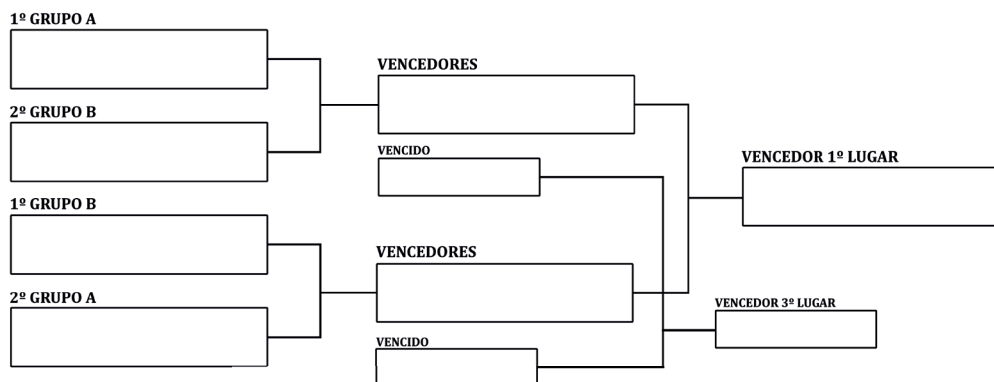 1º GRUPO A
2º GRUPO B
1º GRUPO B
2º GRUPO A
VENCEDORES
VENCIDO
VENCEDORES
VENCIDO
VENCEDOR 1º LUGAR
VENCEDOR 3º LUGAR